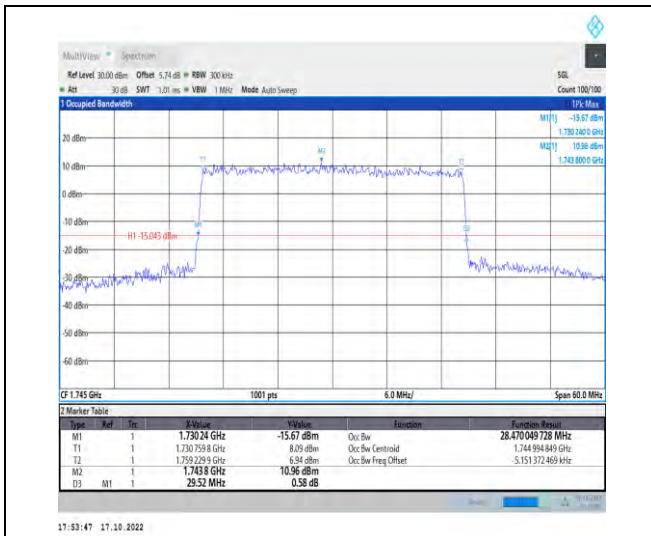 MultiView Spectrum
Ref Level 30.00 dBm Offset 5.74 dB RBW 300 kHz SGL
Att 30 dB SWT 1.01 ms VBW 1 MHz Mode Auto Sweep Count 100/100
1 Occupied Bandwidth 1Pk Max
M1[1] -15.67 dBm
1.730 240 0 GHz
M2[1] 10.96 dBm
1.743 800 0 GHz
20 dBm
10 dBm
0 dBm
-10 dBm
H1 -15.043 dBm
-20 dBm
-30 dBm
-40 dBm
-50 dBm
-60 dBm
T1
M2
T2
M1
D3
CF 1.745 GHz 1001 pts 6.0 MHz/ Span 60.0 MHz
2 Marker Table
Type Ref Trc X-Value Y-Value Function Function Result
M1 1 1.73024 GHz -15.67 dBm Occ Bw 28.470 049 728 MHz
T1 1 1.730 759 8 GHz 8.09 dBm Occ Bw Centroid 1.744 994 849 GHz
T2 1 1.759 229 9 GHz 6.94 dBm Occ Bw Freq Offset -5.151 372 469 kHz
M2 1 1.7438 GHz 10.96 dBm
D3 M1 1 29.52 MHz 0.58 dB
17:53:47 17.10.2022